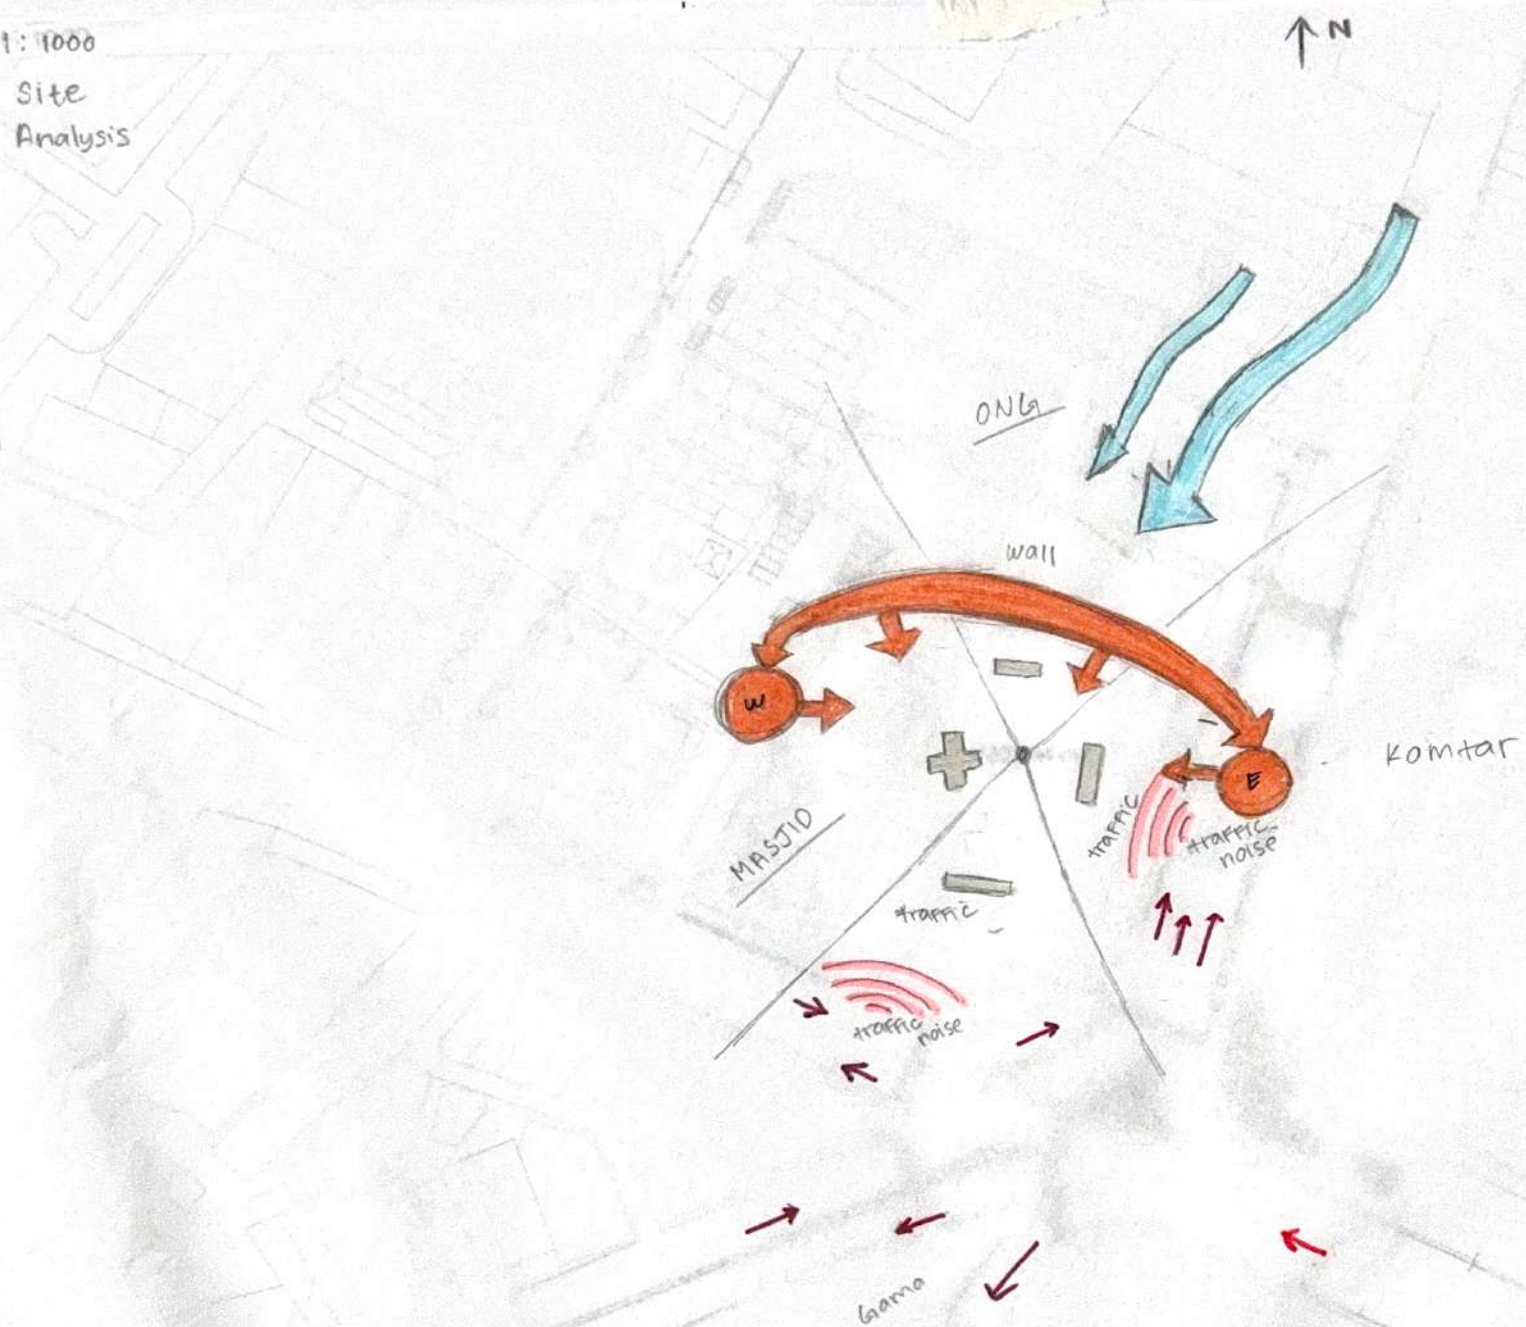 1:1000
Site
Analysis
N
ONG
wall
W
E
Komtar
traffic
traffic
noise
MASJID
traffic
traffic
noise
Gama